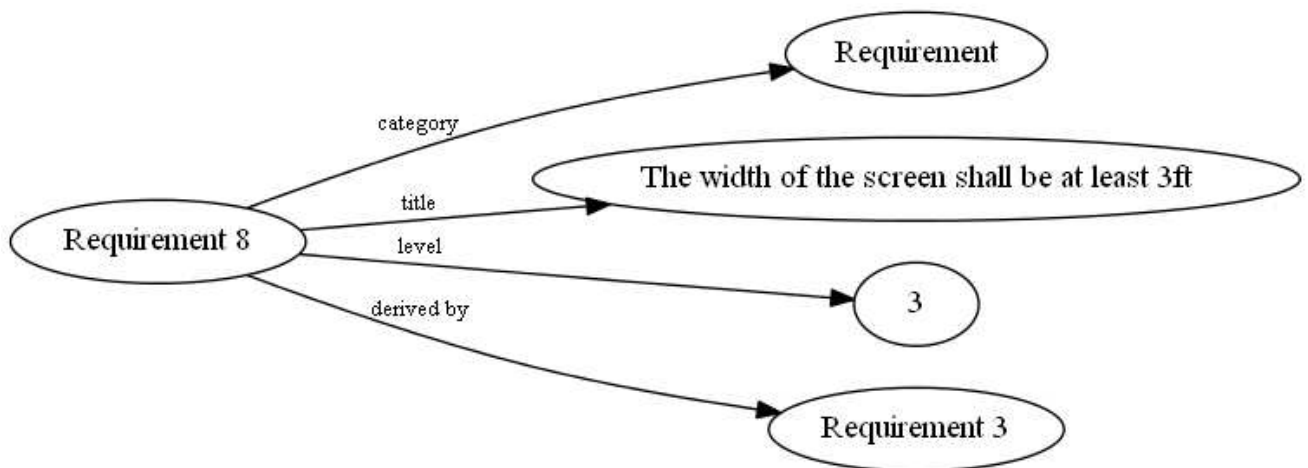 Requirement
category
The width of the screen shall be at least 3ft
title
Requirement 8
level
3
derived by
Requirement 3